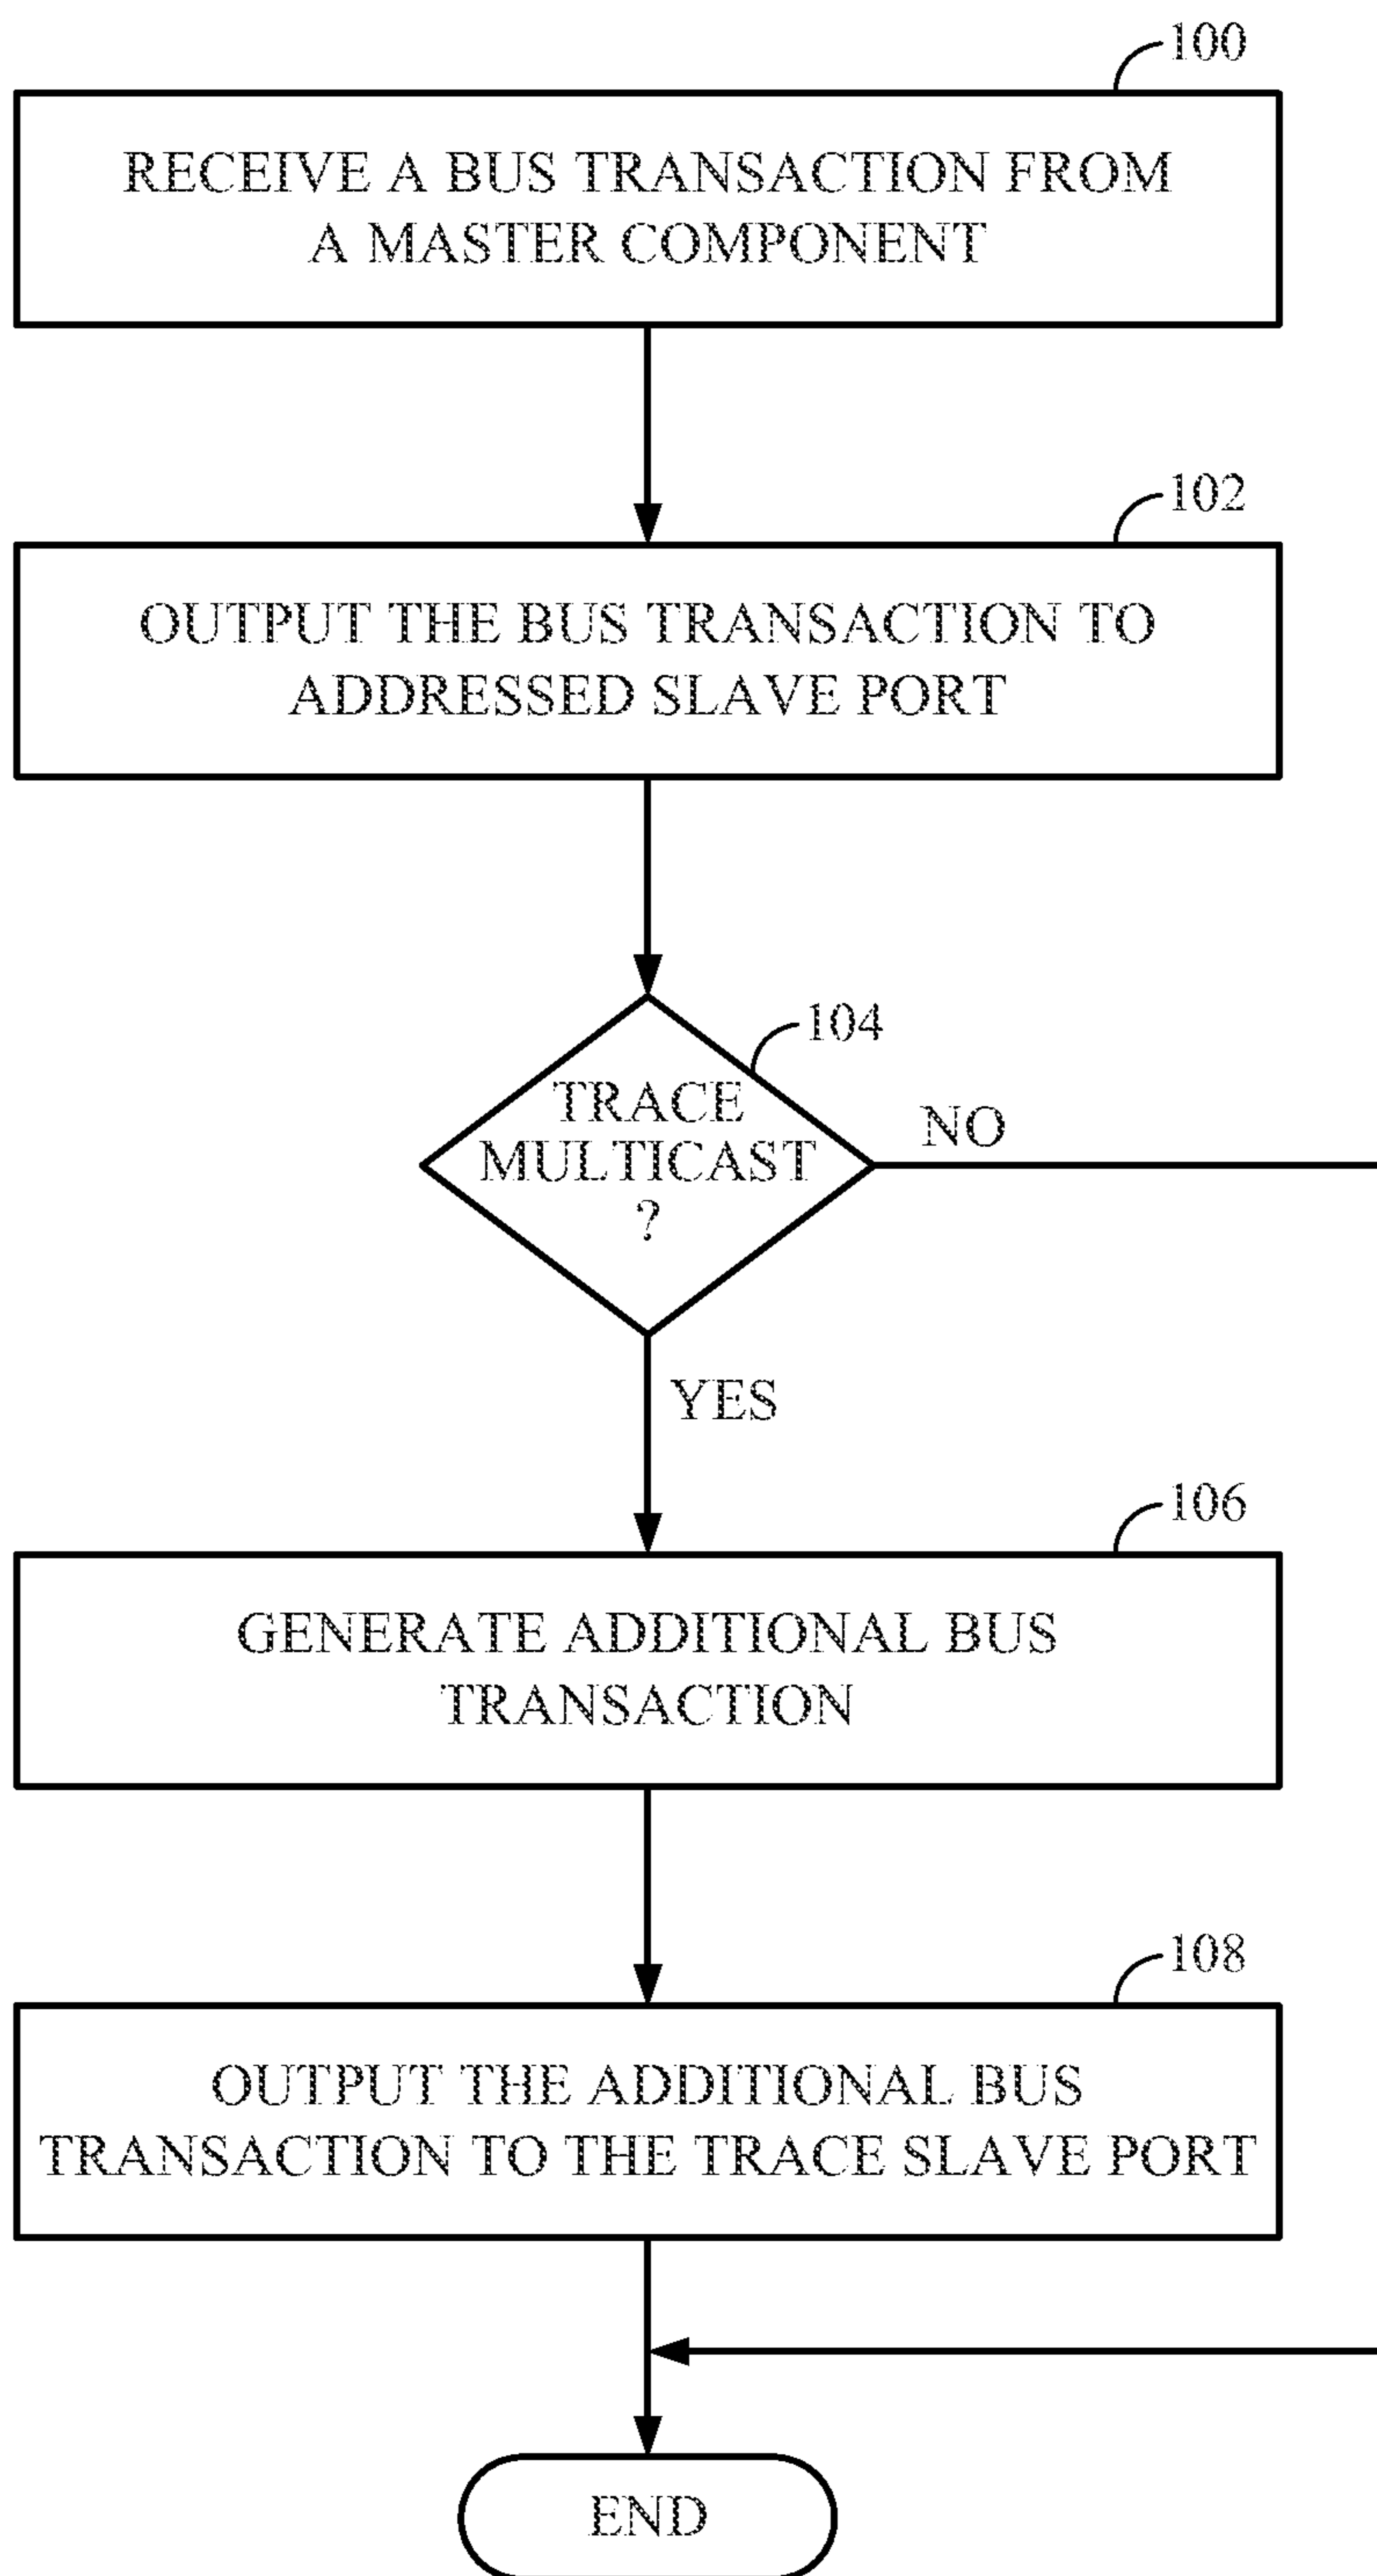 100
RECEIVE A BUS TRANSACTION FROM
A MASTER COMPONENT
102
OUTPUT THE BUS TRANSACTION TO
ADDRESSED SLAVE PORT
104
TRACE
MULTICAST
?
NO
YES
106
GENERATE ADDITIONAL BUS
TRANSACTION
108
OUTPUT THE ADDITIONAL BUS
TRANSACTION TO THE TRACE SLAVE PORT
END